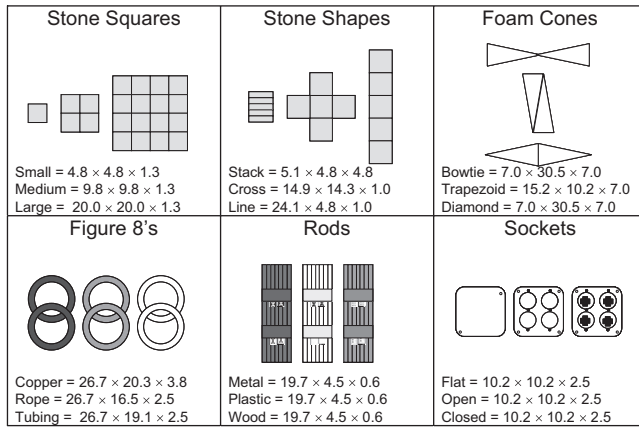 Stone Squares
Small = 4.8 × 4.8 × 1.3
Medium = 9.8 × 9.8 × 1.3
Large = 20.0 × 20.0 × 1.3
Stone Shapes
Stack = 5.1 × 4.8 × 4.8
Cross = 14.9 × 14.3 × 1.0
Line = 24.1 × 4.8 × 1.0
Foam Cones
Bowtie = 7.0 × 30.5 × 7.0
Trapezoid = 15.2 × 10.2 × 7.0
Diamond = 7.0 × 30.5 × 7.0
Figure 8's
Copper = 26.7 × 20.3 × 3.8
Rope = 26.7 × 16.5 × 2.5
Tubing = 26.7 × 19.1 × 2.5
Rods
Metal = 19.7 × 4.5 × 0.6
Plastic = 19.7 × 4.5 × 0.6
Wood = 19.7 × 4.5 × 0.6
Sockets
Flat = 10.2 × 10.2 × 2.5
Open = 10.2 × 10.2 × 2.5
Closed = 10.2 × 10.2 × 2.5